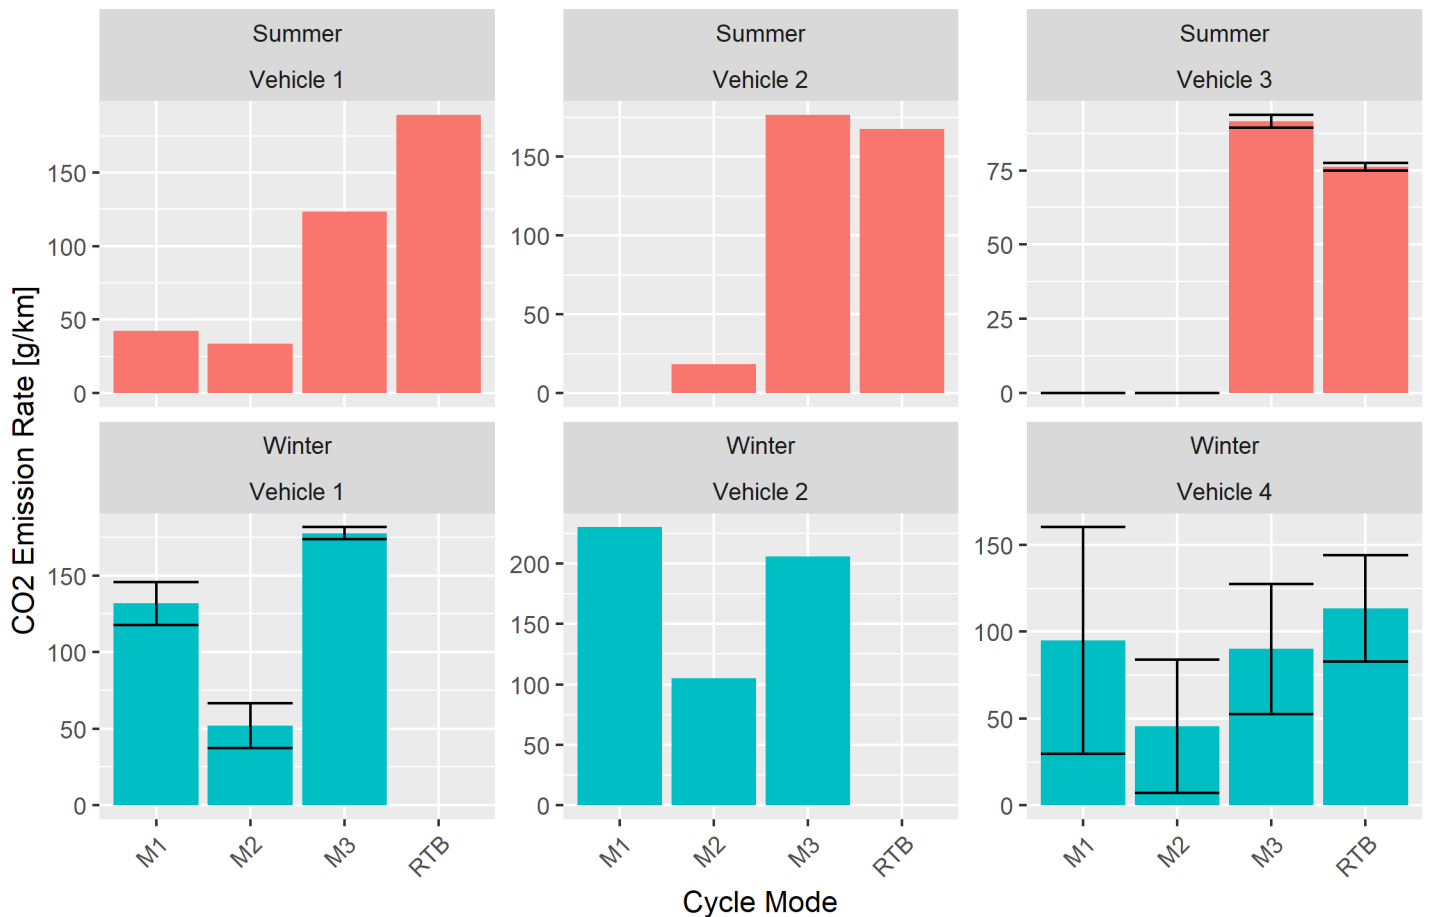 Summer
Vehicle 1
Summer
Vehicle 2
Summer
Vehicle 3
150
100
50
0
150
100
50
0
75
50
25
0
CO2 Emission Rate [g/km]
Winter
Vehicle 1
Winter
Vehicle 2
Winter
Vehicle 4
150
100
50
0
200
150
100
50
0
150
100
50
0
M1
M2
M3
RTB
M1
M2
M3
RTB
M1
M2
M3
RTB
Cycle Mode